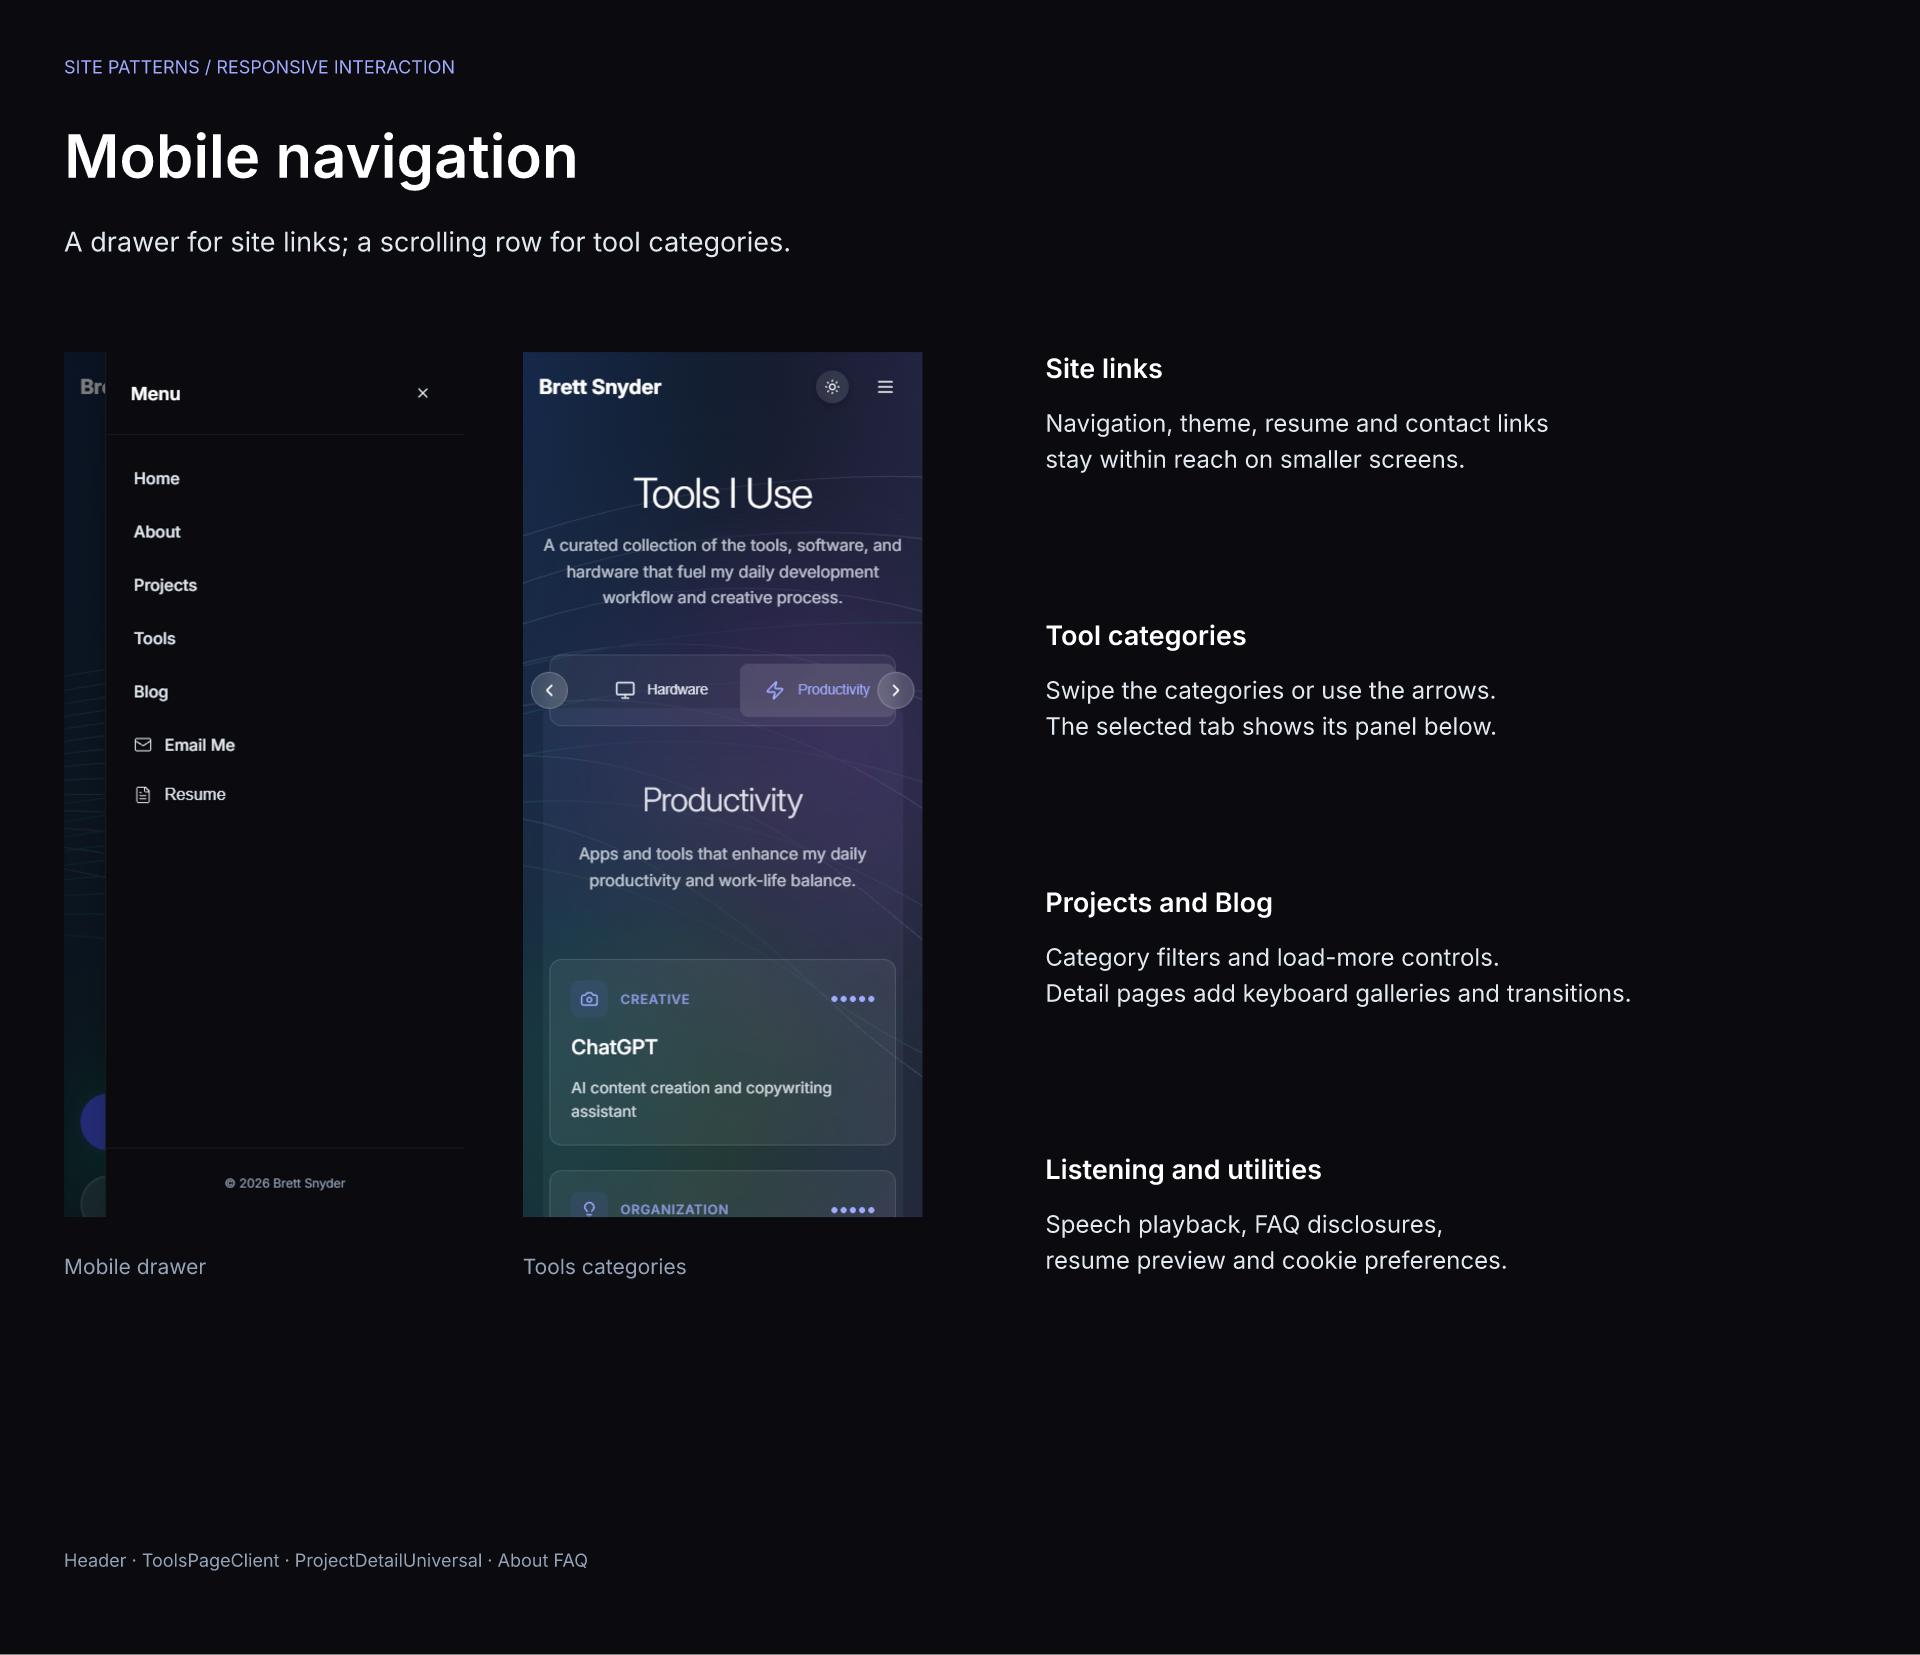 SITE PATTERNS / RESPONSIVE INTERACTION
Mobile navigation
A drawer for site links; a scrolling row for tool categories.
Menu
Home
About
Projects
Tools
Blog
Email Me
Resume
© 2026 Brett Snyder
Mobile drawer
Brett Snyder
Tools I Use
A curated collection of the tools, software, and
hardware that fuel my daily development
workflow and creative process.
Hardware
Productivity
Productivity
Apps and tools that enhance my daily
productivity and work-life balance.
CREATIVE
ChatGPT
AI content creation and copywriting
assistant
ORGANIZATION
Tools categories
Site links
Navigation, theme, resume and contact links
stay within reach on smaller screens.
Tool categories
Swipe the categories or use the arrows.
The selected tab shows its panel below.
Projects and Blog
Category filters and load-more controls.
Detail pages add keyboard galleries and transitions.
Listening and utilities
Speech playback, FAQ disclosures,
resume preview and cookie preferences.
Header · ToolsPageClient · ProjectDetailUniversal · About FAQ